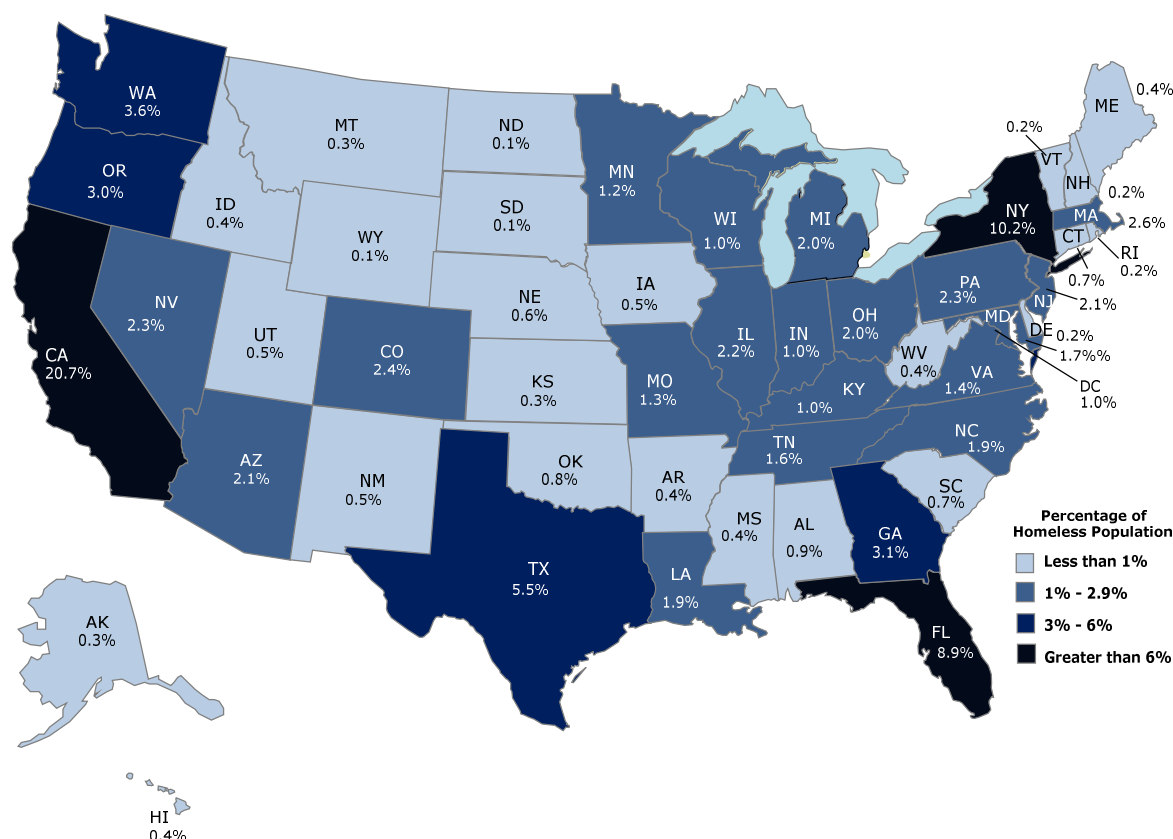 WA
3.6%
OR
3.0%
CA
20.7%
NV
2.3%
ID
0.4%
MT
0.3%
WY
0.1%
UT
0.5%
AZ
2.1%
CO
2.4%
NM
0.5%
ND
0.1%
SD
0.1%
NE
0.6%
KS
0.3%
OK
0.8%
TX
5.5%
MN
1.2%
IA
0.5%
MO
1.3%
AR
0.4%
LA
1.9%
WI
1.0%
IL
2.2%
MI
2.0%
IN
1.0%
OH
2.0%
KY
1.0%
TN
1.6%
MS
0.4%
AL
0.9%
GA
3.1%
FL
8.9%
SC
0.7%
NC
1.9%
VA
1.4%
WV
0.4%
PA
2.3%
NY
10.2%
0.2%
VT
NH
0.2%
ME
0.4%
MA
2.6%
CT
0.7%
RI
0.2%
NJ
2.1%
MD
DE 0.2%
1.7%%
DC
1.0%
AK
0.3%
HI
0.4%
Percentage of
Homeless Population
Less than 1%
1% - 2.9%
3% - 6%
Greater than 6%